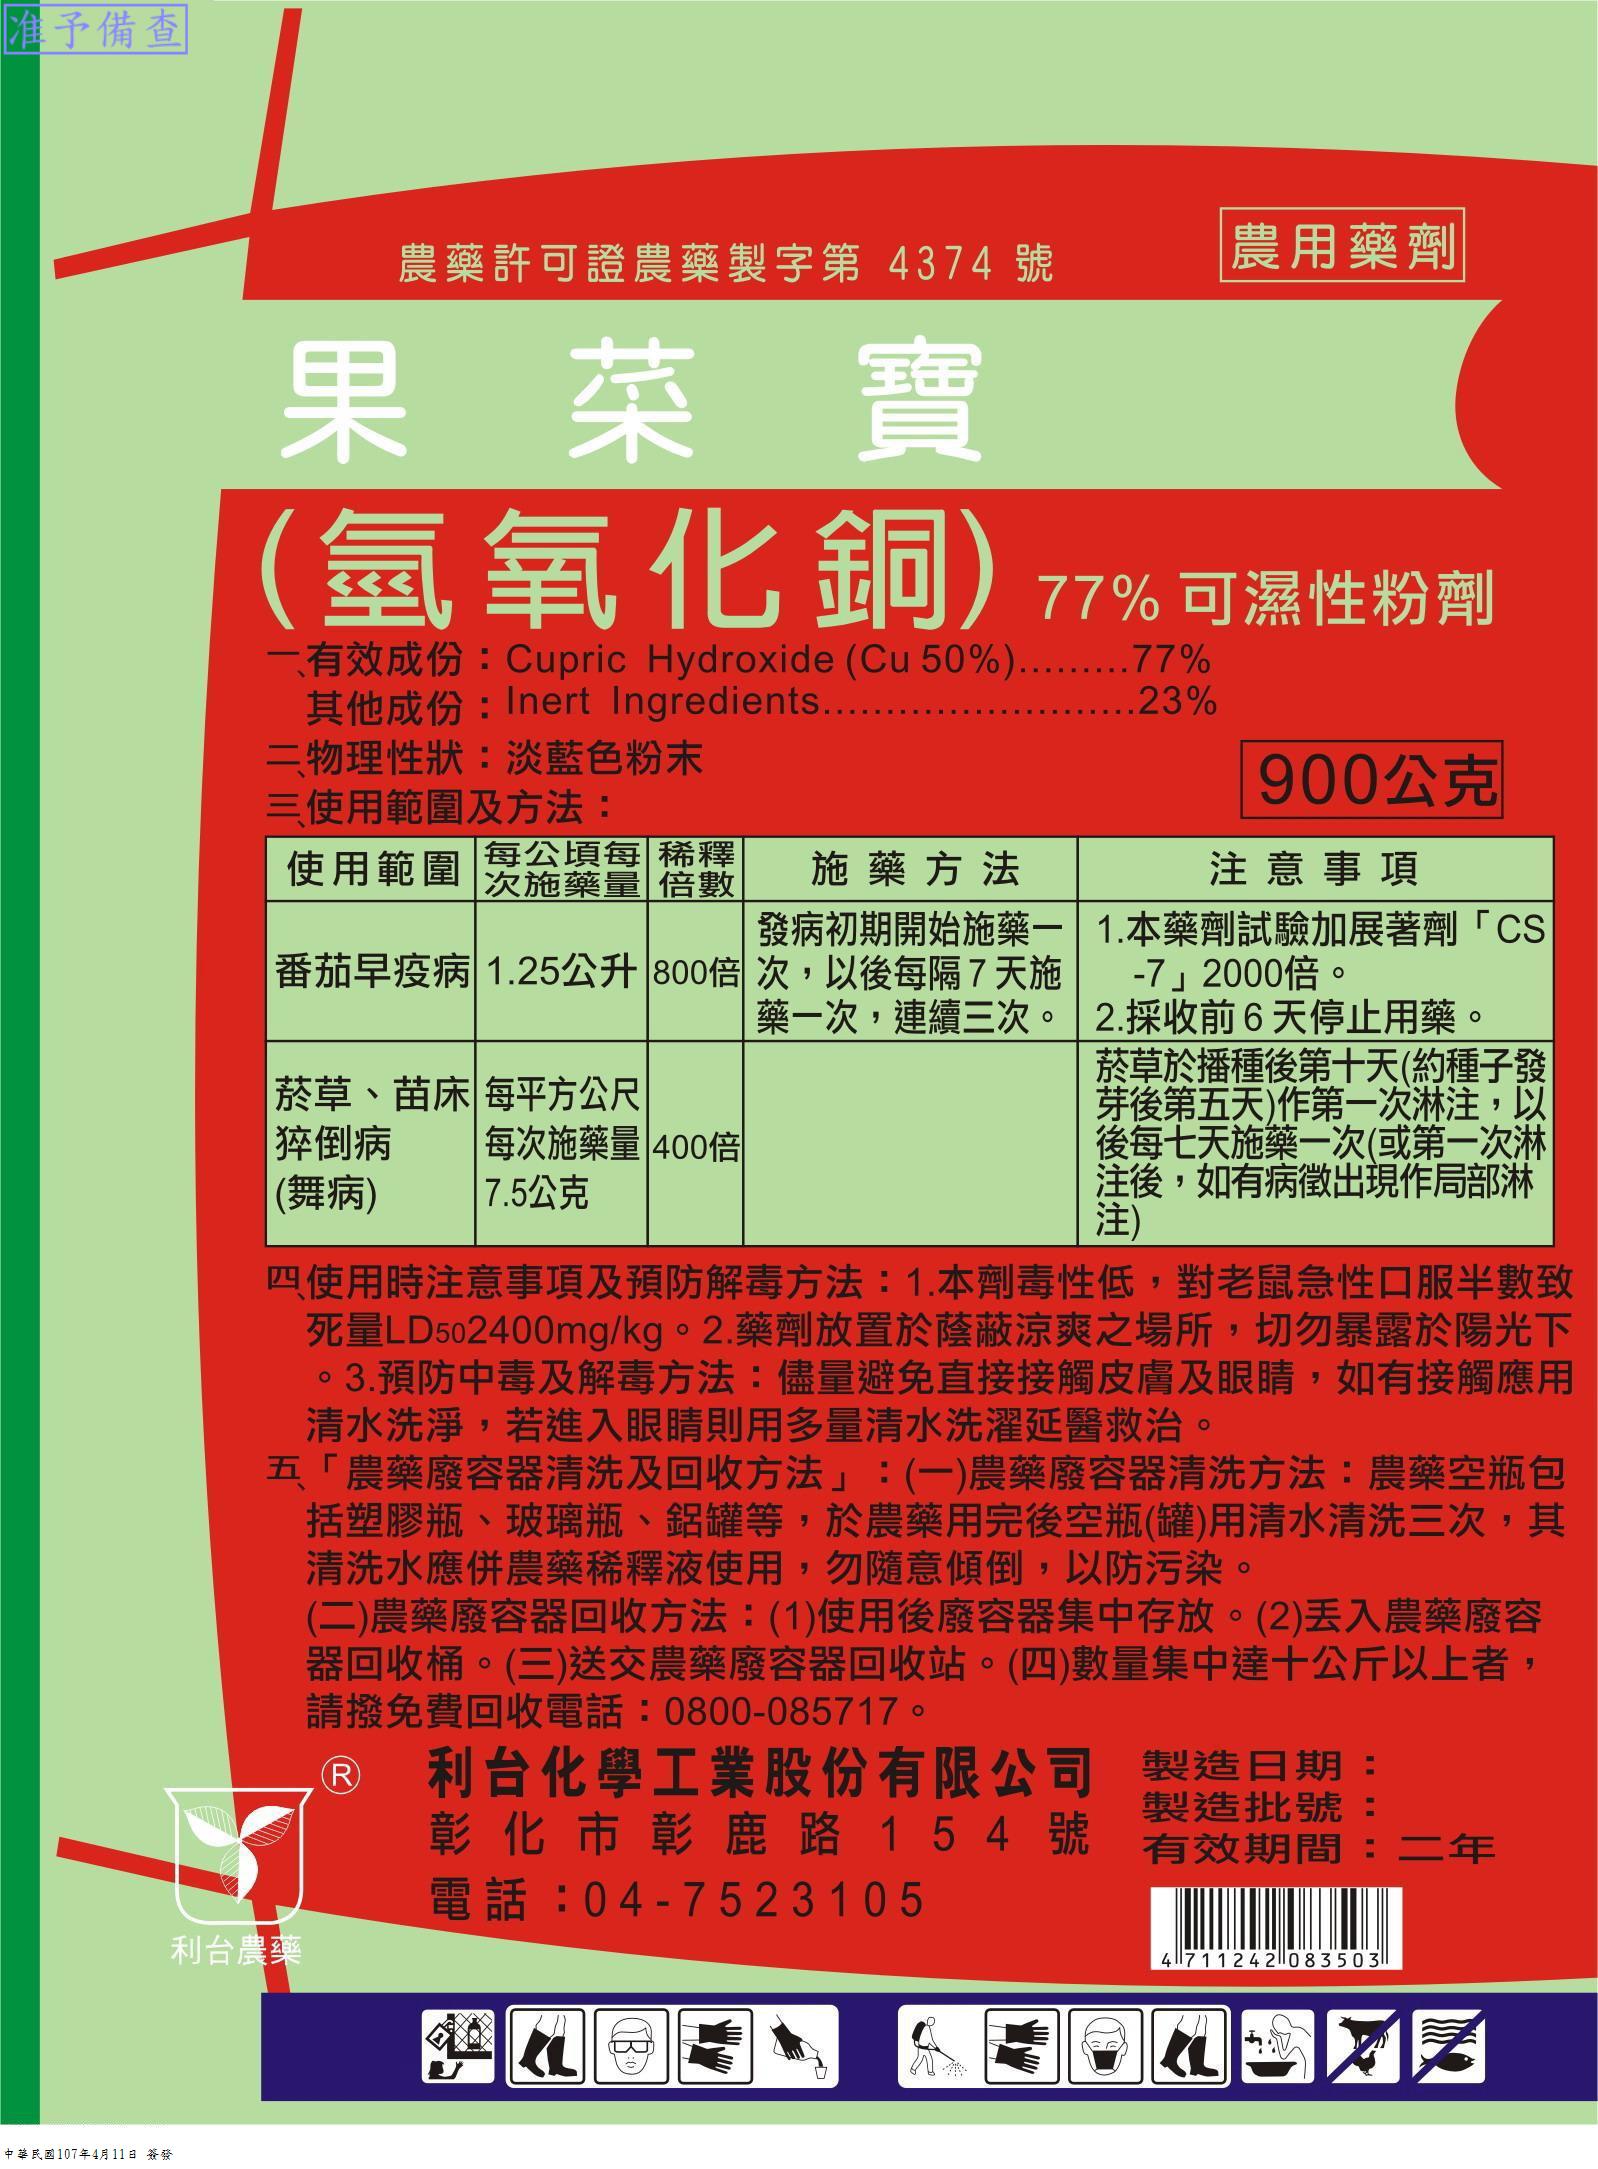 准予備查
農藥許可證農藥製字第 4374 號
農用藥劑
果菜寶
(氫氧化銅) 77% 可濕性粉劑
一、有效成份：Cupric Hydroxide (Cu 50%).........77%
其他成份：Inert Ingredients.........................23%
二、物理性狀：淡藍色粉末
900公克
三、使用範圍及方法：
使用範圍 每公頃每次施藥量 稀釋倍數 施藥方法 注意事項
番茄早疫病 1.25公升 800倍
發病初期開始施藥一
次，以後每隔7天施
藥一次，連續三次。
1.本藥劑試驗加展著劑「CS
-7」2000倍。
2.採收前6天停止用藥。
菸草、苗床
猝倒病
(舞病)
每平方公尺
每次施藥量
7.5公克
400倍
菸草於播種後第十天(約種子發
芽後第五天)作第一次淋注，以
後每七天施藥一次(或第一次淋
注後，如有病徵出現作局部淋
注)
四、使用時注意事項及預防解毒方法：1.本劑毒性低，對老鼠急性口服半數致
死量LD502400mg/kg。2.藥劑放置於蔭蔽涼爽之場所，切勿暴露於陽光下
。3.預防中毒及解毒方法：儘量避免直接接觸皮膚及眼睛，如有接觸應用
清水洗淨，若進入眼睛則用多量清水洗濯延醫救治。
五、「農藥廢容器清洗及回收方法」：(一)農藥廢容器清洗方法：農藥空瓶包
括塑膠瓶、玻璃瓶、鋁罐等，於農藥用完後空瓶(罐)用清水清洗三次，其
清洗水應併農藥稀釋液使用，勿隨意傾倒，以防污染。
(二)農藥廢容器回收方法：(1)使用後廢容器集中存放。(2)丟入農藥廢容
器回收桶。(三)送交農藥廢容器回收站。(四)數量集中達十公斤以上者，
請撥免費回收電話：0800-085717。
®
利台農藥
利台化學工業股份有限公司
彰化市彰鹿路154號
電話：04-7523105
製造日期：
製造批號：
有效期間：二年
4 711242 083503
中華民國107年4月11日 簽發